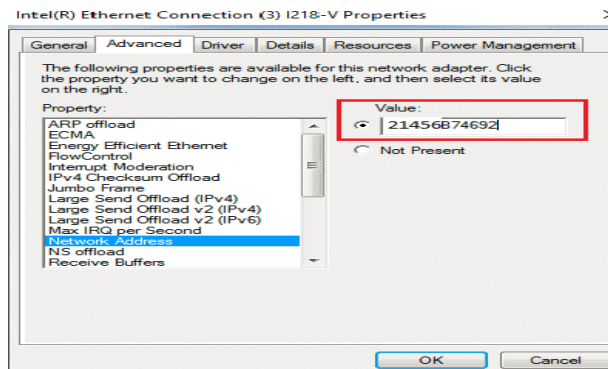 Intel(R) Ethernet Connection (3) I218-V Properties
General Advanced Driver Details Resources Power Management
The following properties are available for this network adapter. Click
the property you want to change on the left, and then select its value
on the right.
Property:
Value:
ARP offload
ECMA
Energy Efficient Ethernet
FlowControl
Interrupt Moderation
IPv4 Checksum Offload
Jumbo Frame
Large Send Offload (IPv4)
Large Send Offload v2 (IPv4)
Large Send Offload v2 (IPv6)
Max IRQ per Second
Network Address
NS offload
Receive Buffers
21456B74692
Not Present
OK Cancel